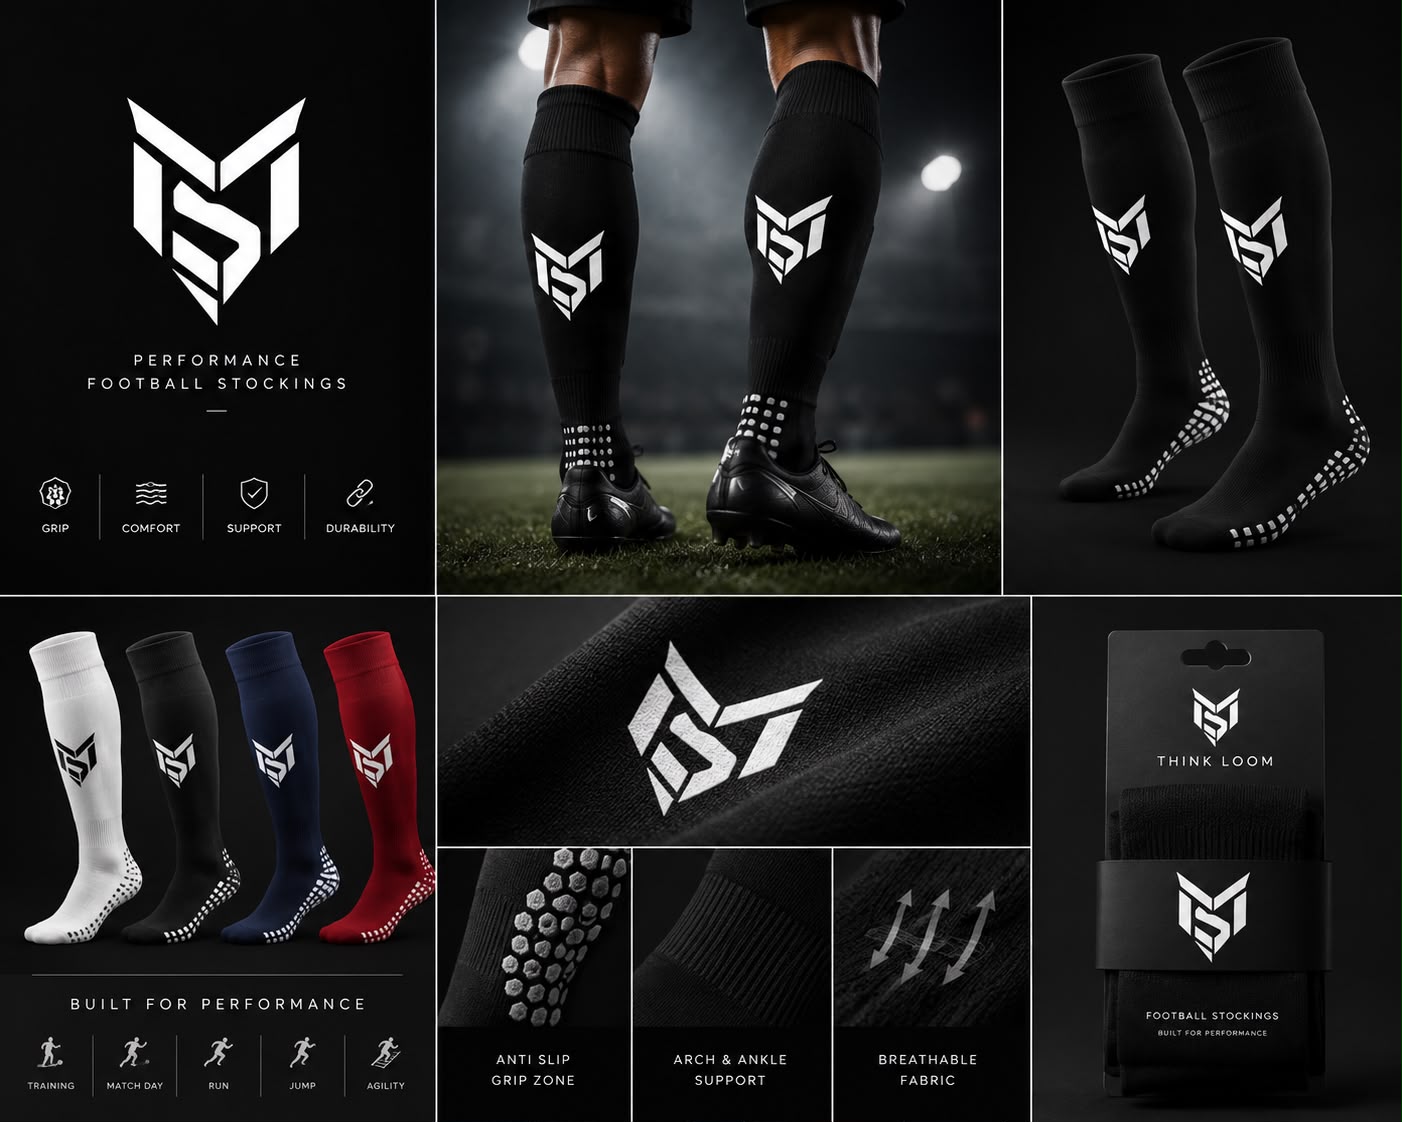 PERFORMANCE
FOOTBALL STOCKINGS
GRIP
COMFORT
SUPPORT
DURABILITY
BUILT FOR PERFORMANCE
TRAINING
MATCH DAY
RUN
JUMP
AGILITY
ANTI SLIP
GRIP ZONE
ARCH & ANKLE
SUPPORT
BREATHABLE
FABRIC
THINK LOOM
FOOTBALL STOCKINGS
BUILT FOR PERFORMANCE